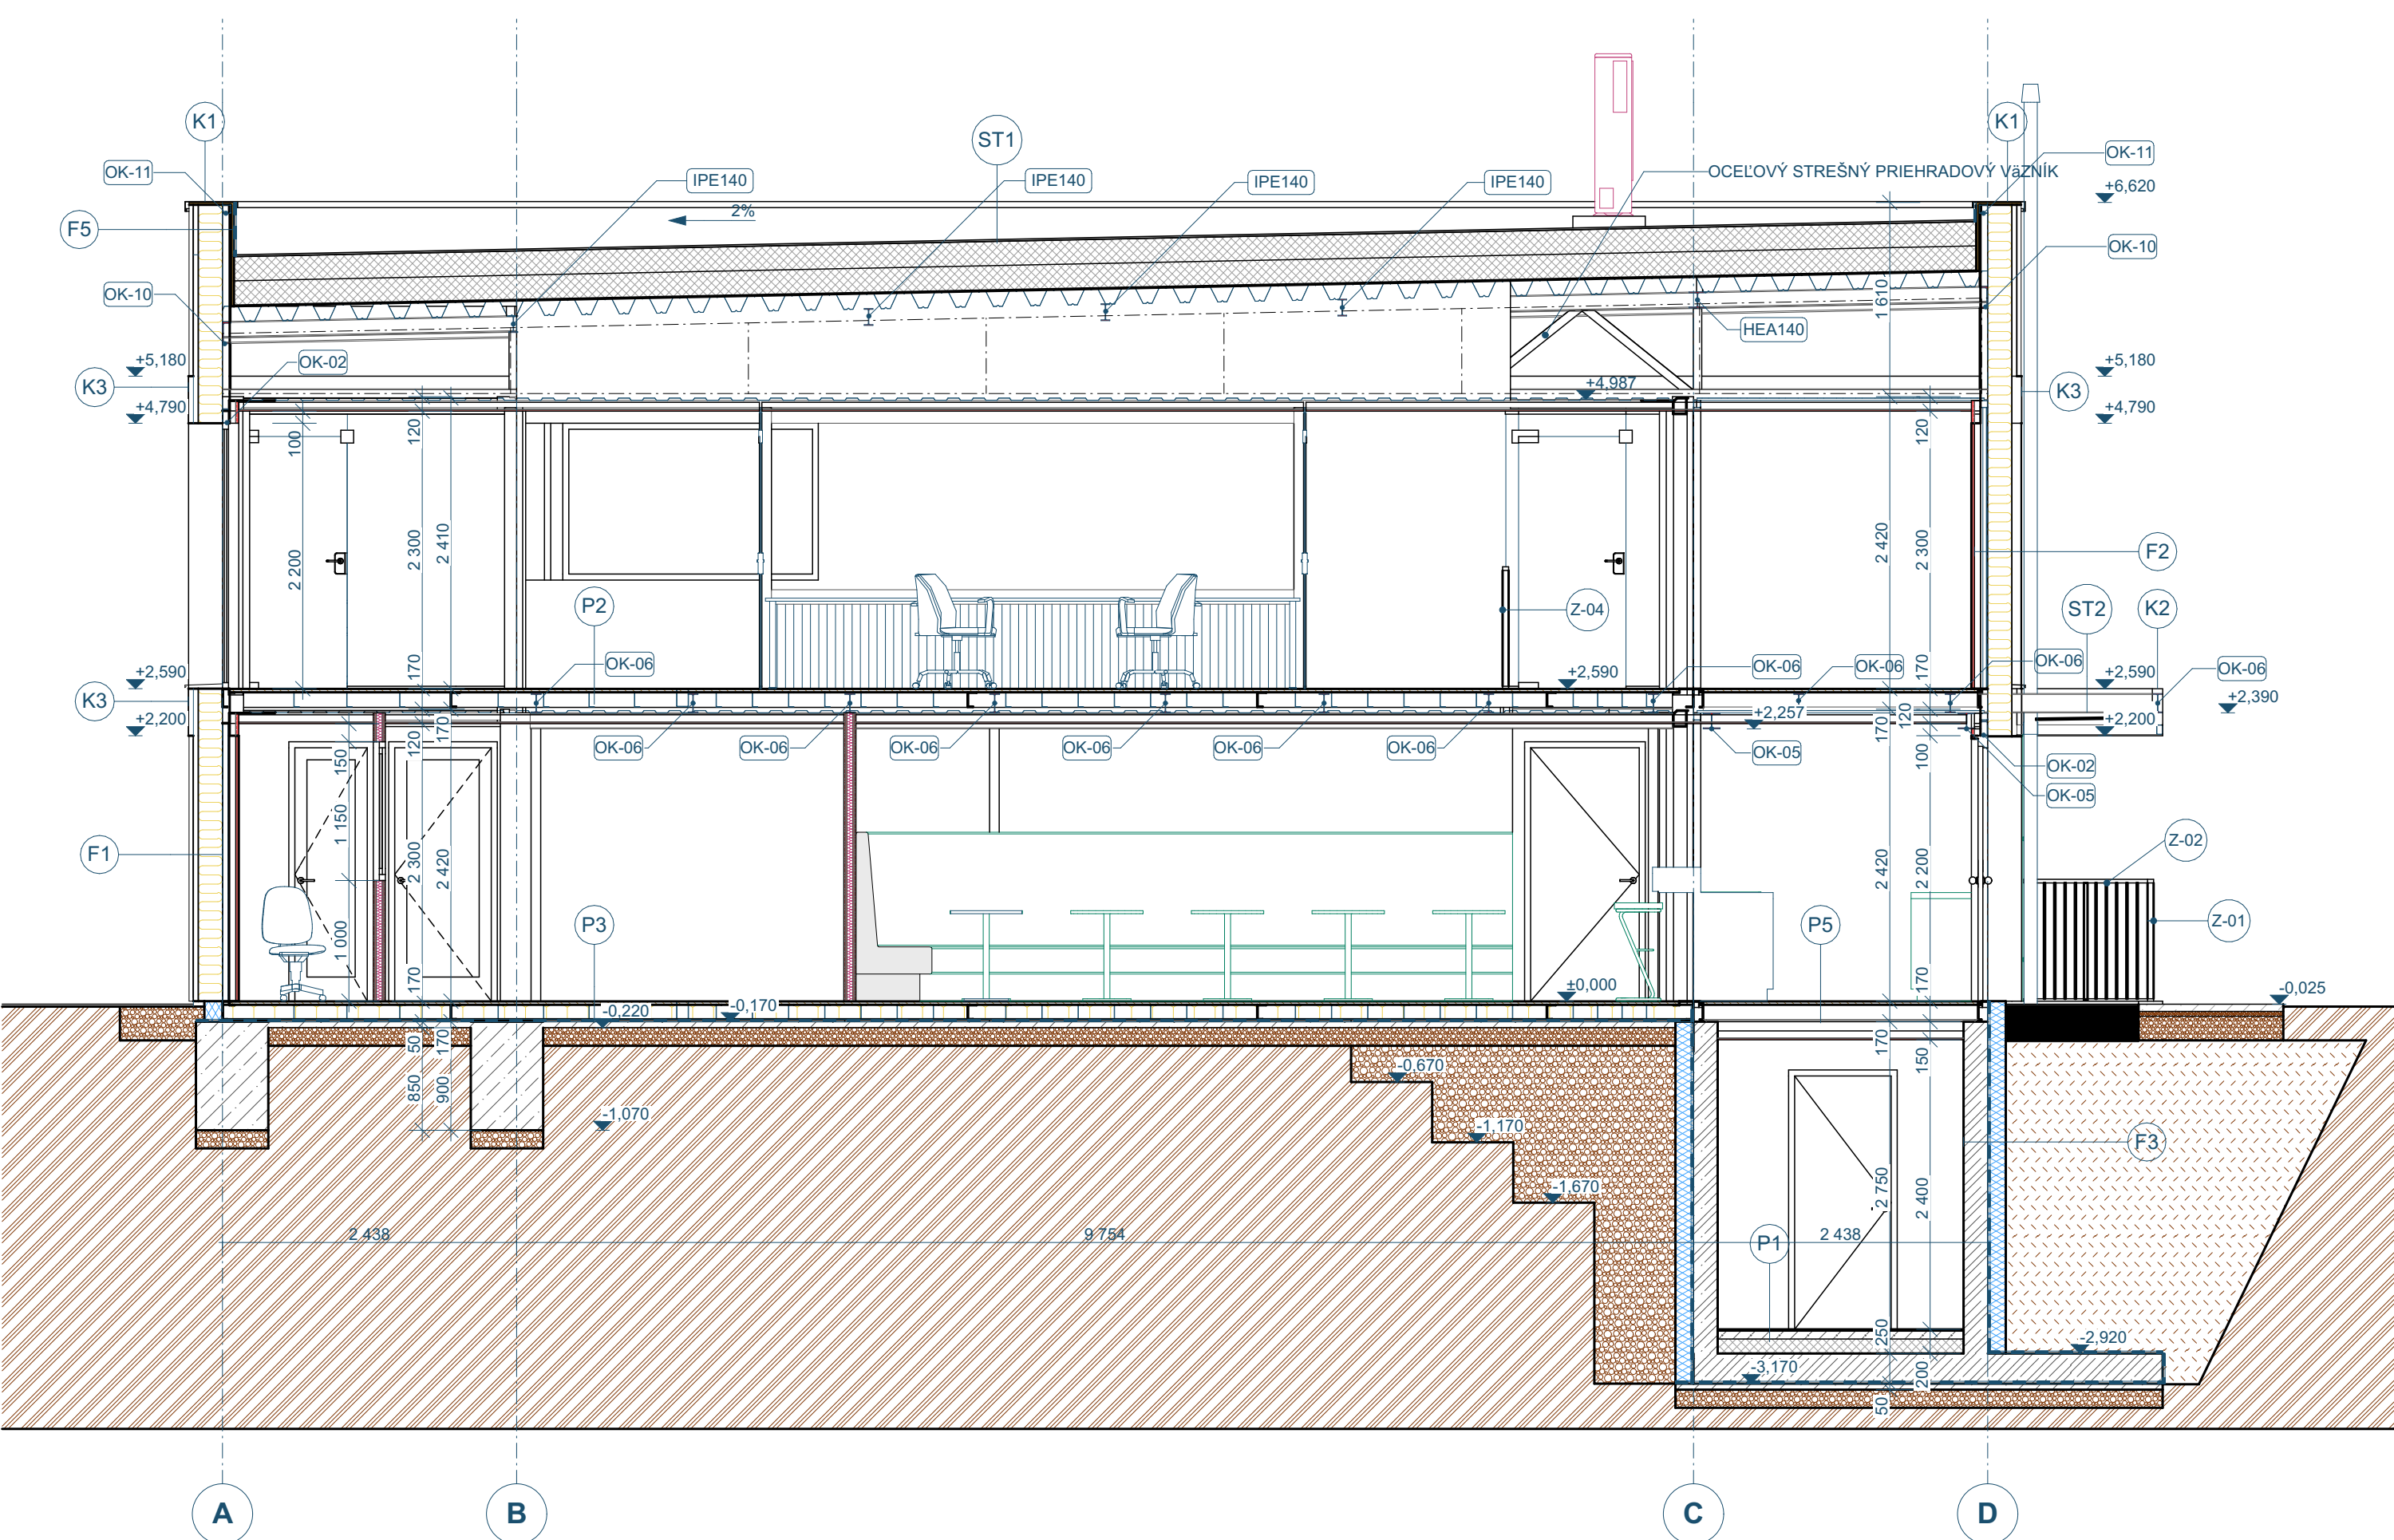 K1
ST1
K1
OK-11
IPE140
IPE140
IPE140
IPE140
OCEĽOVÝ STREŠNÝ PRIEHRADOVÝ VäZNÍK
OK-11
+6,620
2%
F5
OK-10
OK-10
1 610
HEA140
+5,180
OK-02
+5,180
K3
+4,987
K3
+4,790
+4,790
100
120
120
2 200
2 300
2 410
2 420
2 300
F2
P2
Z-04
ST2
K2
170
OK-06
170
+2,590
+2,590
OK-06
OK-06
OK-06
+2,590
OK-06
K3
+2,390
+2,200
+2,257
+2,200
170
120
170
120
150
OK-06
OK-06
OK-06
OK-06
OK-06
OK-06
OK-05
100
OK-02
OK-05
1 150
2 300
2 420
2 420
2 200
F1
Z-02
P3
P5
Z-01
1 000
170
170
±0,000
-0,025
-0,220
-0,170
50
170
170
150
-0,670
850
900
-1,070
-1,170
F3
-1,670
2 750
2 400
2 438
9 754
P1
2 438
250
-2,920
-3,170
200
50
A
B
C
D